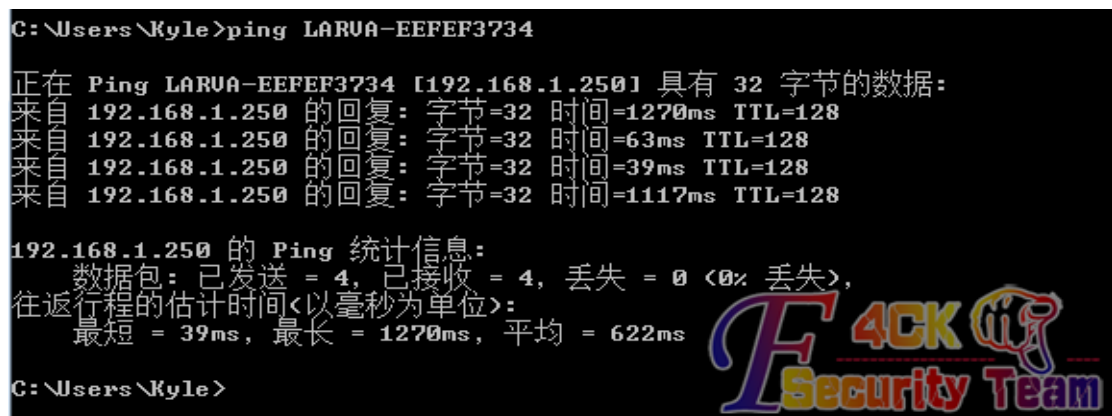 C:\Users\Kyle>ping LARVA-EEFEF3734
正在 Ping LARVA-EEFEF3734 [192.168.1.250] 具有 32 字节的数据:
来自 192.168.1.250 的回复: 字节=32 时间=1270ms TTL=128
来自 192.168.1.250 的回复: 字节=32 时间=63ms TTL=128
来自 192.168.1.250 的回复: 字节=32 时间=39ms TTL=128
来自 192.168.1.250 的回复: 字节=32 时间=1117ms TTL=128
192.168.1.250 的 Ping 统计信息:
数据包: 已发送 = 4, 已接收 = 4, 丢失 = 0 (0% 丢失),
往返行程的估计时间(以毫秒为单位):
最短 = 39ms, 最长 = 1270ms, 平均 = 622ms
C:\Users\Kyle>
F4CK
Security Team